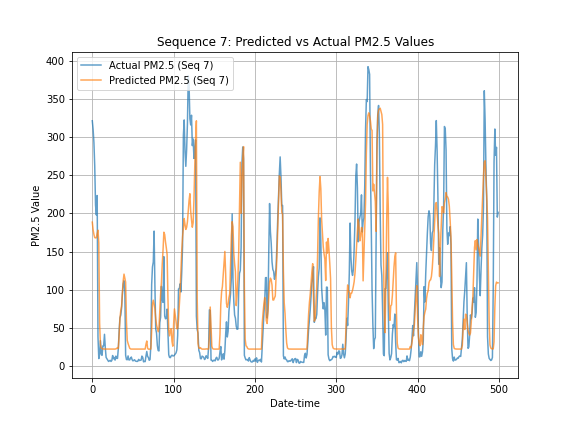 Sequence 7: Predicted vs Actual PM2.5 Values
Actual PM2.5 (Seq 7)
Predicted PM2.5 (Seq 7)
PM2.5 Value
400
350
300
250
200
150
100
50
0
0 100 200 300 400 500
Date-time